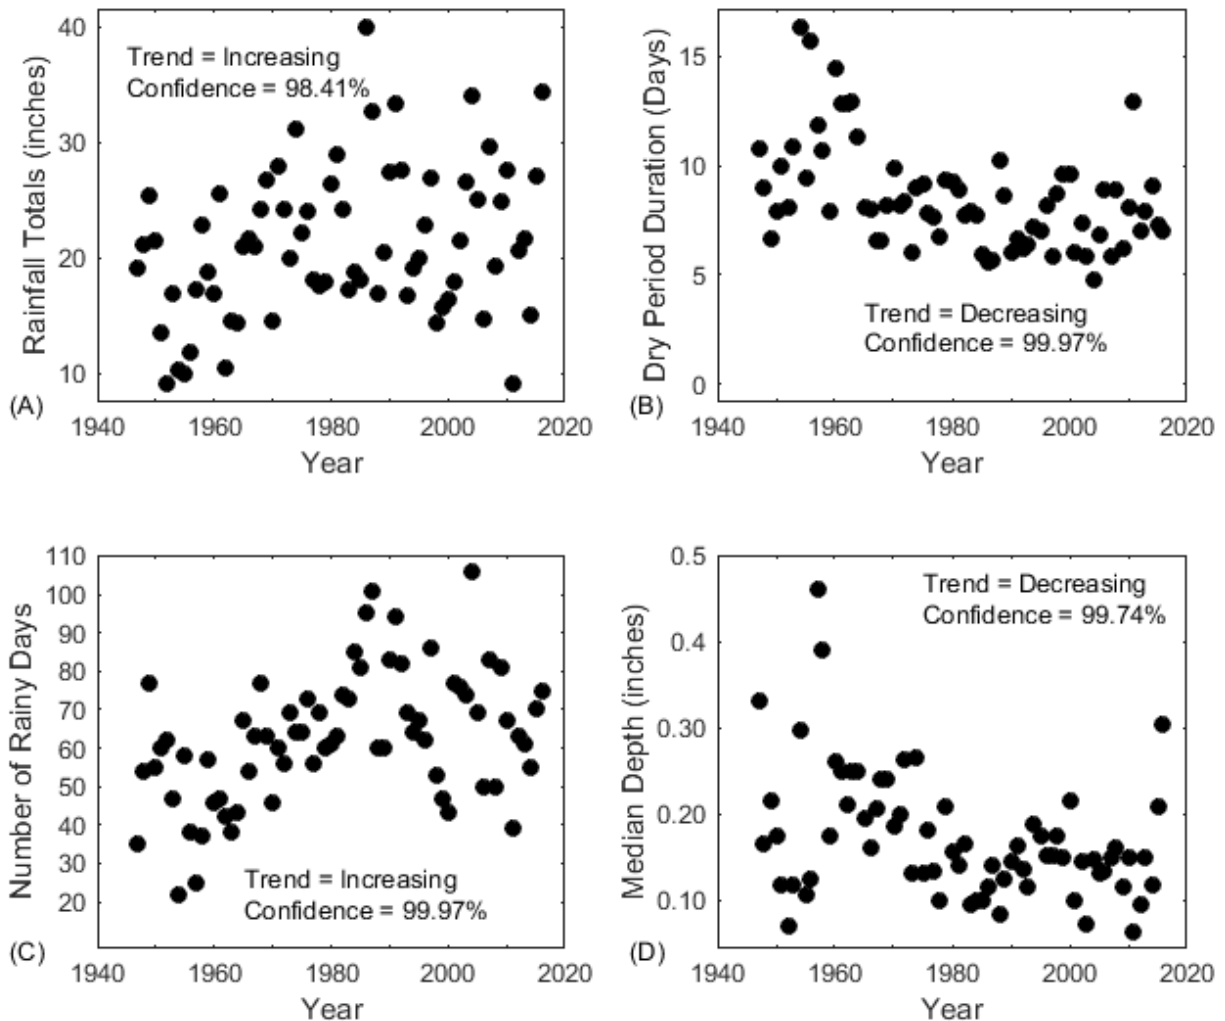 40
30
20
10
Rainfall Totals (inches)
Trend = Increasing
Confidence = 98.41%
(A)
1940 1960 1980 2000 2020
Year
15
10
5
0
Dry Period Duration (Days)
Trend = Decreasing
Confidence = 99.97%
(B)
1940 1960 1980 2000 2020
Year
110
100
90
80
70
60
50
40
30
20
Number of Rainy Days
Trend = Increasing
Confidence = 99.97%
(C)
1940 1960 1980 2000 2020
Year
0.5
0.4
0.30
0.20
0.10
Median Depth (inches)
Trend = Decreasing
Confidence = 99.74%
(D)
1940 1960 1980 2000 2020
Year